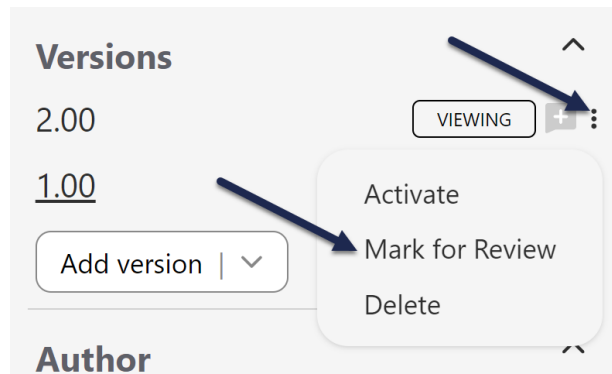 Versions
2.00
VIEWING
1.00
Activate
Add version
Mark for Review
Delete
Author